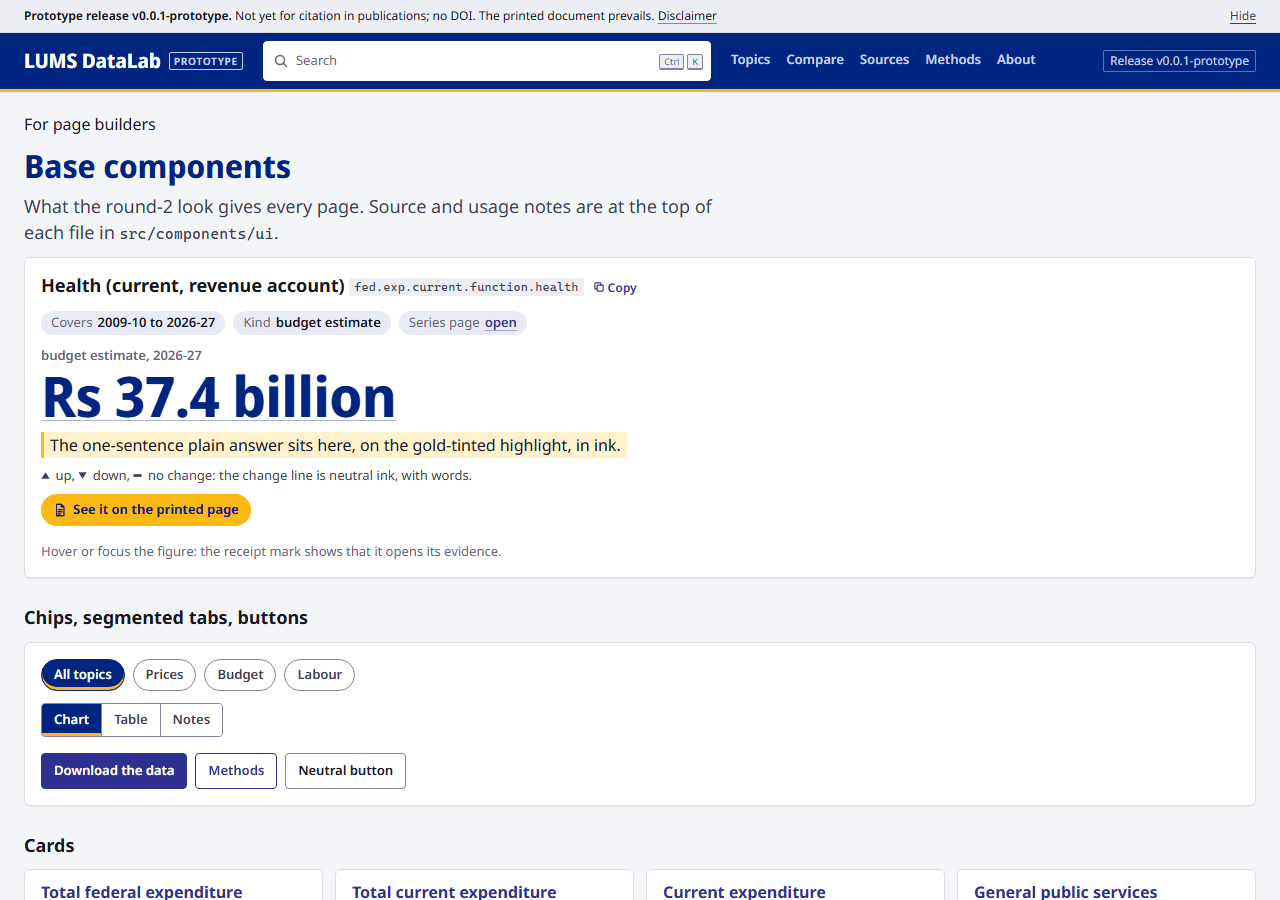 Prototype release v0.0.1-prototype. Not yet for citation in publications; no DOI. The printed document prevails. Disclaimer Hide
LUMS DataLab PROTOTYPE Search Ctrl K Topics Compare Sources Methods About Release v0.0.1-prototype
For page builders
Base components
What the round-2 look gives every page. Source and usage notes are at the top of
each file in src/components/ui.
Health (current, revenue account) fed.exp.current.function.health Copy
Covers 2009-10 to 2026-27 Kind budget estimate Series page open
budget estimate, 2026-27
Rs 37.4 billion
The one-sentence plain answer sits here, on the gold-tinted highlight, in ink.
▲ up, ▼ down, ━ no change: the change line is neutral ink, with words.
See it on the printed page
Hover or focus the figure: the receipt mark shows that it opens its evidence.
Chips, segmented tabs, buttons
All topics Prices Budget Labour
Chart Table Notes
Download the data Methods Neutral button
Cards
Total federal expenditure Total current expenditure Current expenditure General public services